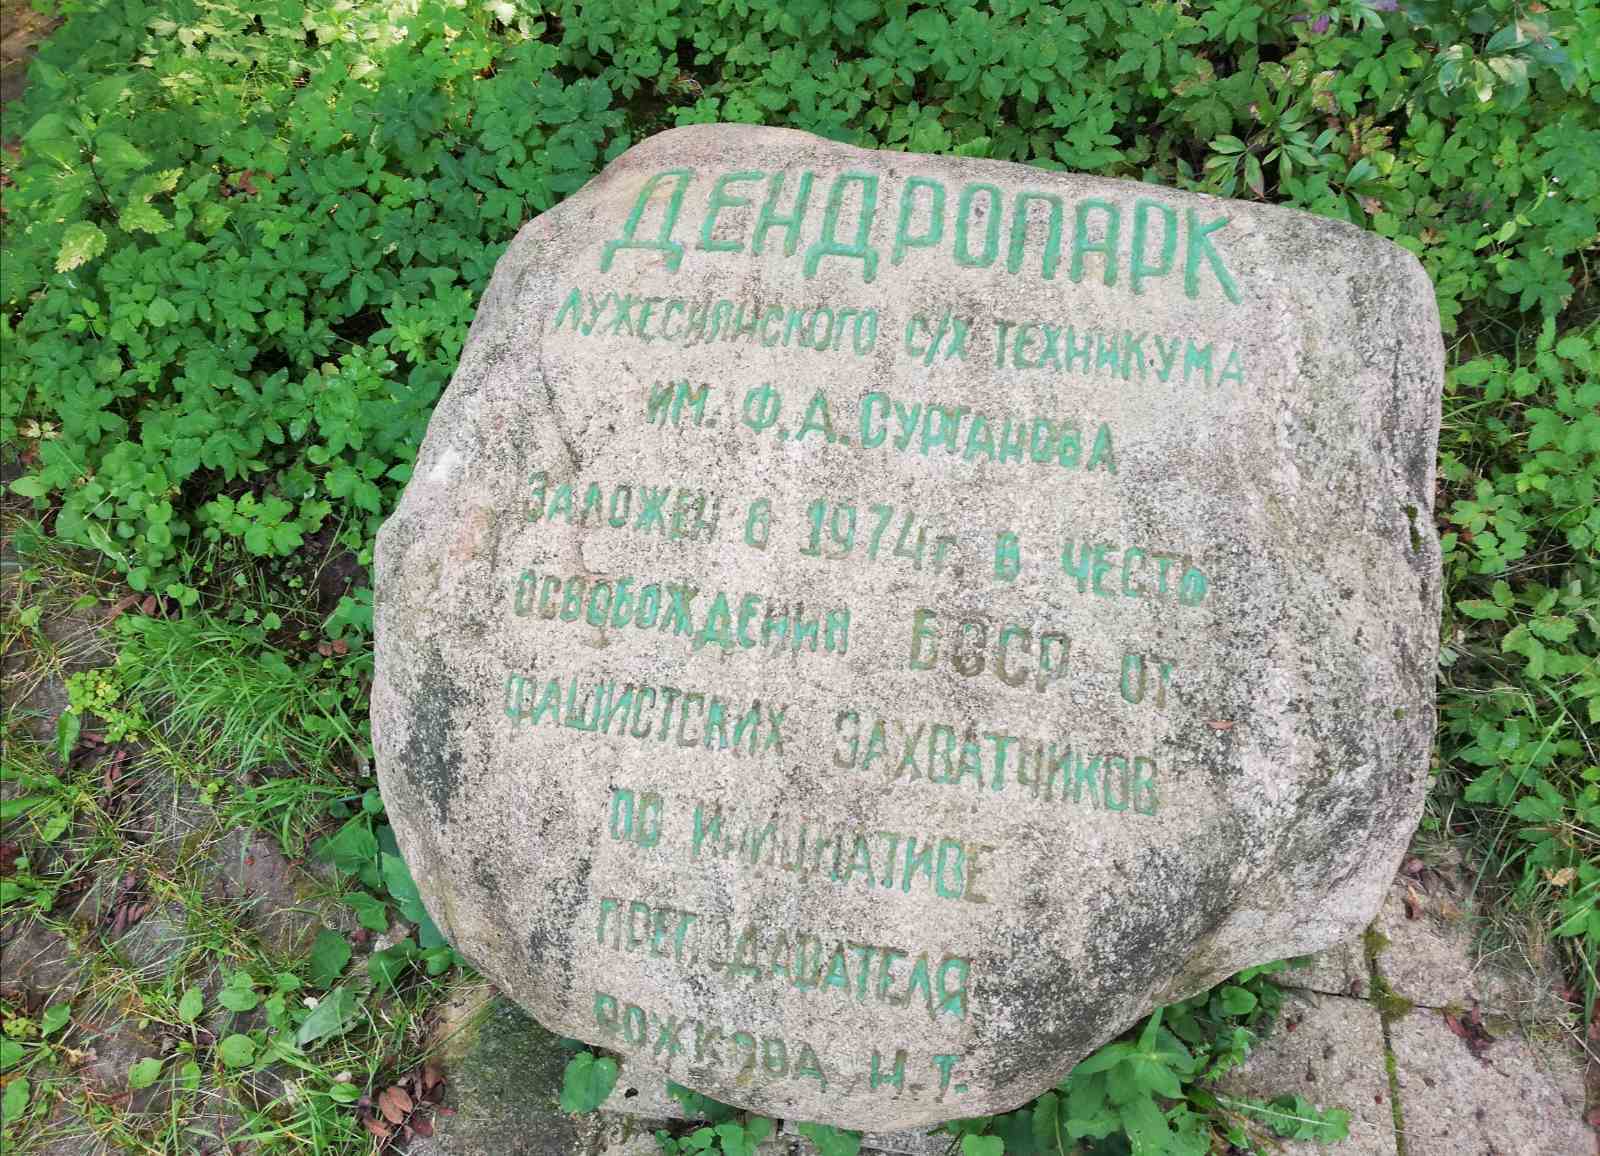 ДЕНДРОПАРК
ЛУЖЕСНЯНСКОГО С/Х ТЕХНИКУМА
ИМ. Ф.А.СУРГАНОВА
ЗАЛОЖЕН В 1974г. В ЧЕСТЬ
ОСВОБОЖДЕНИЯ БССР ОТ
ФАШИСТСКИХ ЗАХВАТЧИКОВ
ПО ИНИЦИАТИВЕ
ПРЕПОДАВАТЕЛЯ
РОЖКОВА Н.Т.